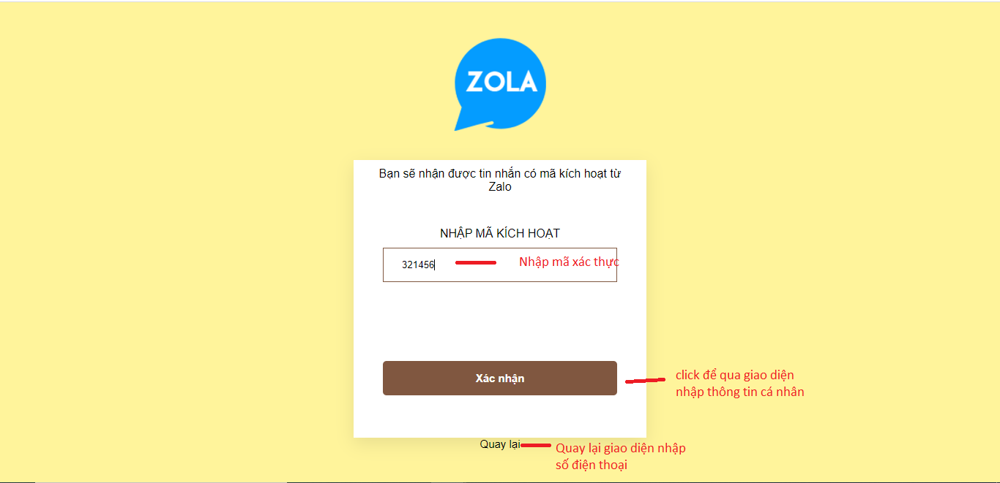 ZOLA
Bạn sẽ nhận được tin nhắn có mã kích hoạt từ
Zalo
NHẬP MÃ KÍCH HOẠT
321456
Nhập mã xác thực
Xác nhận
click để qua giao diện
nhập thông tin cá nhân
Quay lại
Quay lại giao diện nhập
số điện thoại